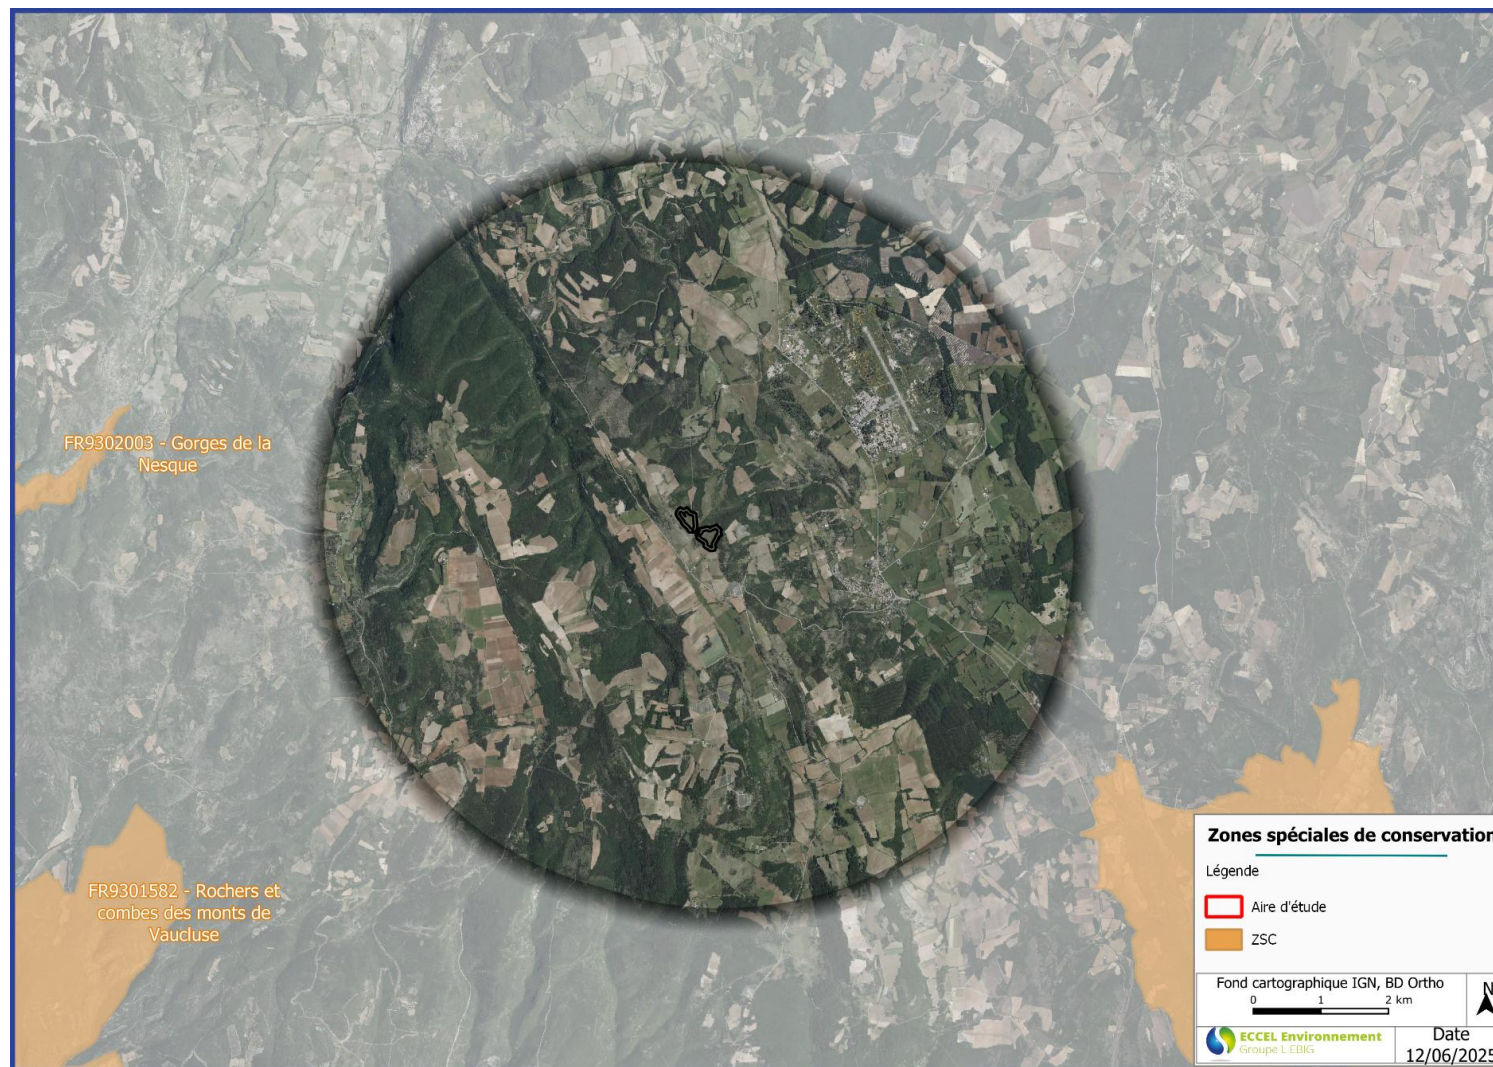 FR9302003 - Gorges de la
Nesque
FR9301582 - Rochers et
combes des monts de
Vaucluse
Zones spéciales de conservation
Légende
Aire d'étude
ZSC
Fond cartographique IGN, BD Ortho
0 1 2 km
N
ECCEL Environnement
Groupe LIEBIG
Date
12/06/2025